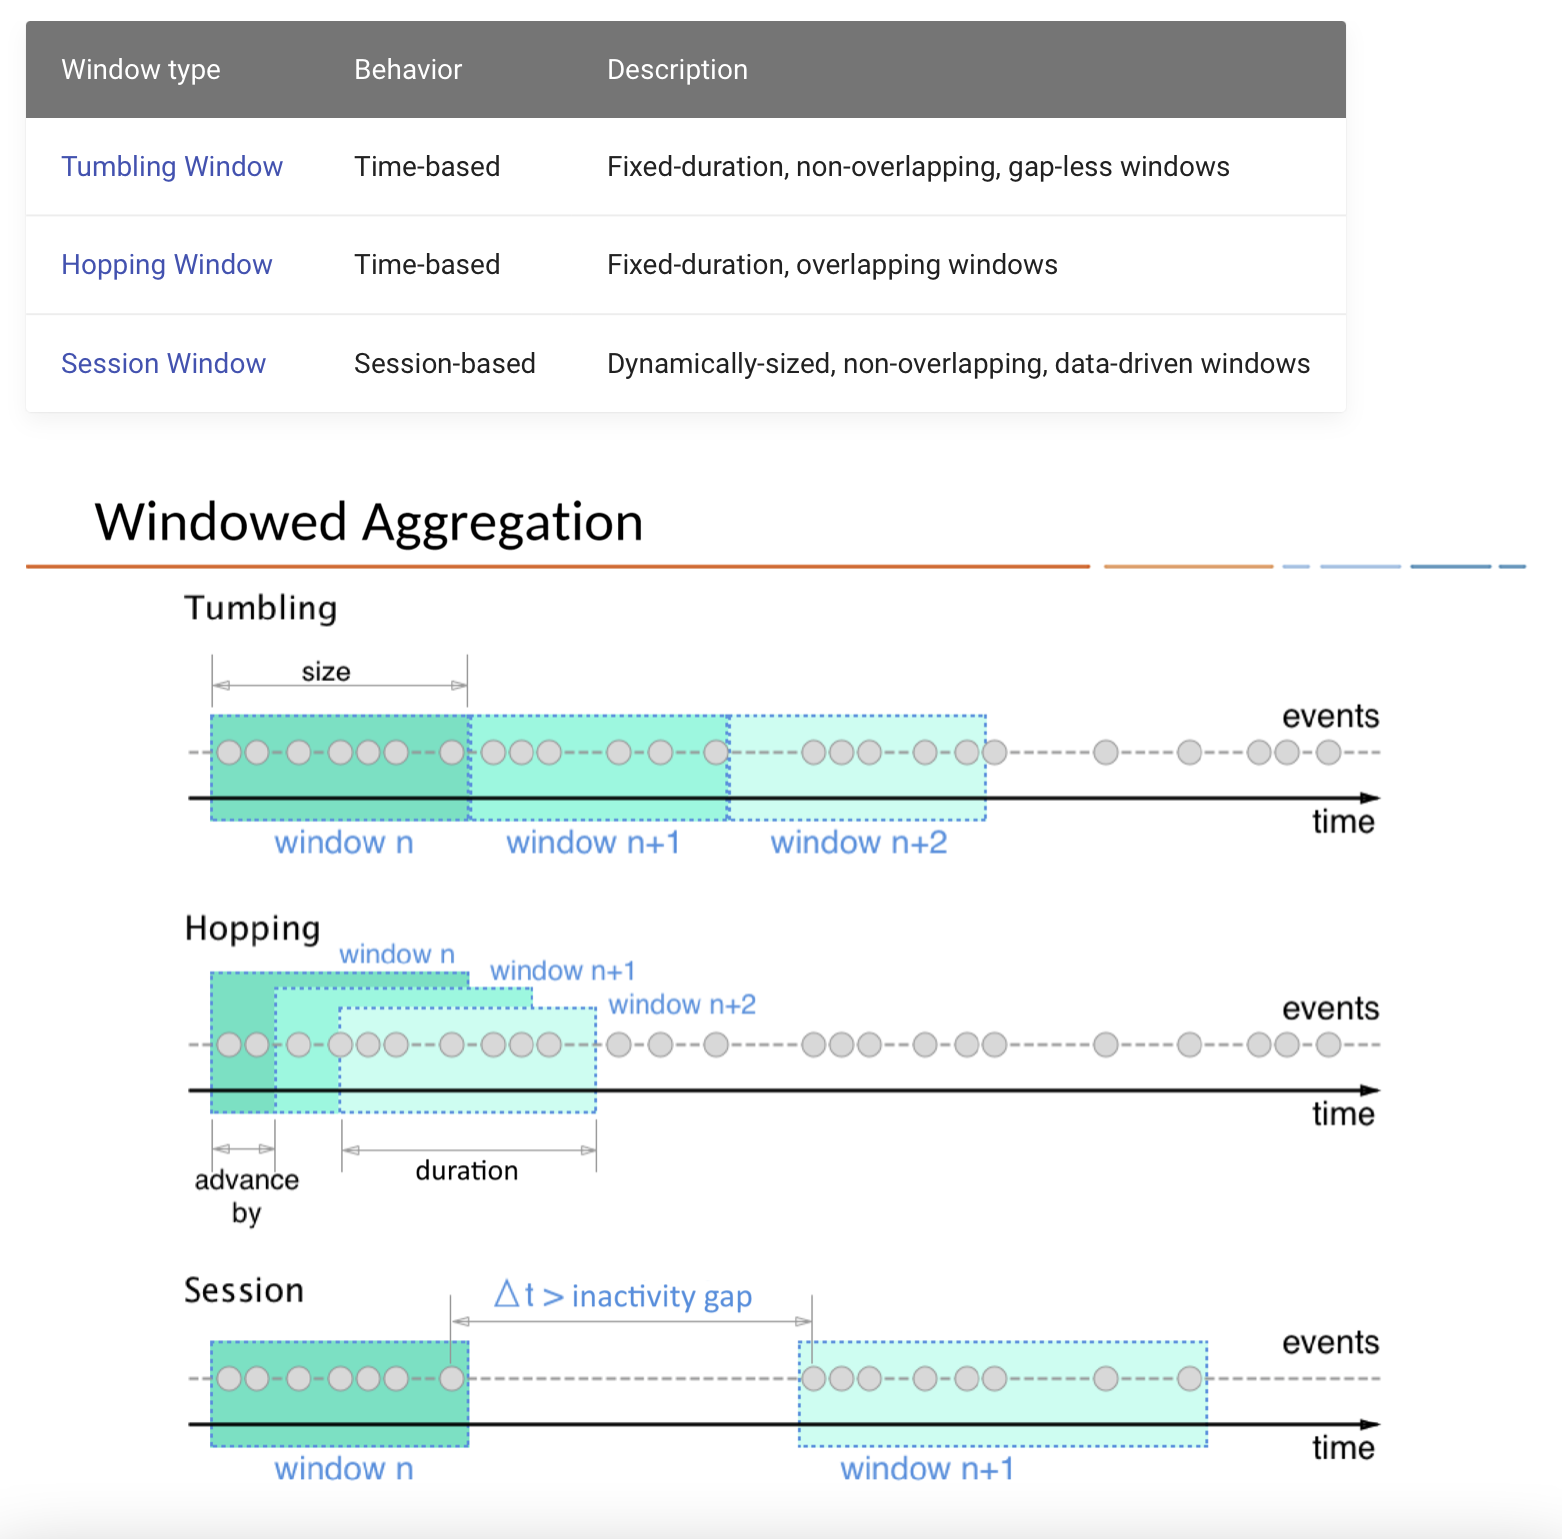 Window type Behavior Description
Tumbling Window Time-based Fixed-duration, non-overlapping, gap-less windows
Hopping Window Time-based Fixed-duration, overlapping windows
Session Window Session-based Dynamically-sized, non-overlapping, data-driven windows
Windowed Aggregation
Tumbling
size
events
time
window n window n+1 window n+2
Hopping
window n
window n+1
window n+2
events
time
advance
by
duration
Session
Δt > inactivity gap
events
time
window n window n+1